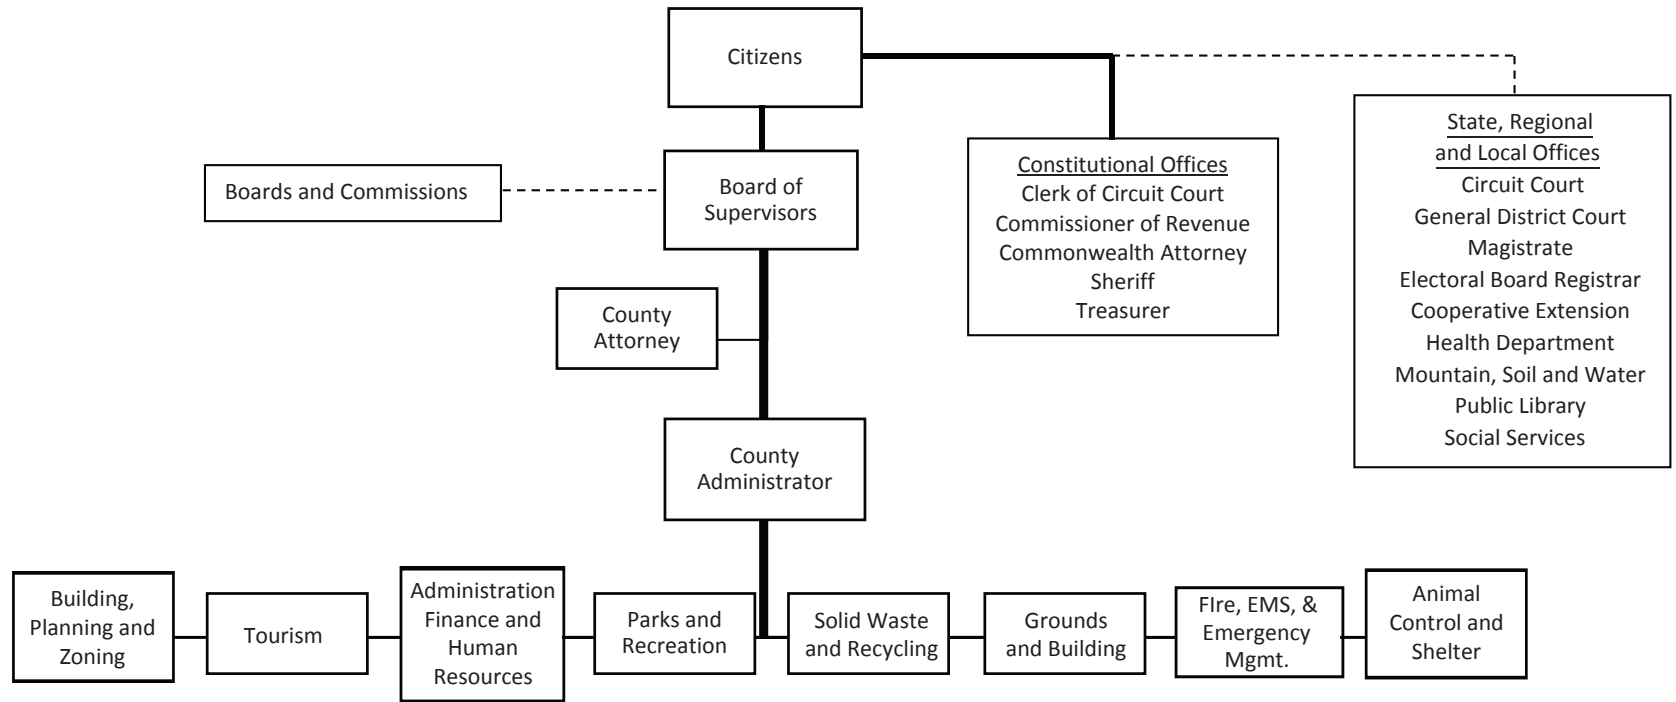 Citizens
State, Regional
and Local Offices
Circuit Court
General District Court
Magistrate
Electoral Board Registrar
Cooperative Extension
Health Department
Mountain, Soil and Water
Public Library
Social Services
Constitutional Offices
Clerk of Circuit Court
Commissioner of Revenue
Commonwealth Attorney
Sheriff
Treasurer
Boards and Commissions
Board of
Supervisors
County
Attorney
County
Administrator
Building,
Planning and
Zoning
Tourism
Administration
Finance and
Human
Resources
Parks and
Recreation
Solid Waste
and Recycling
Grounds
and Building
FIre, EMS, &
Emergency
Mgmt.
Animal
Control and
Shelter